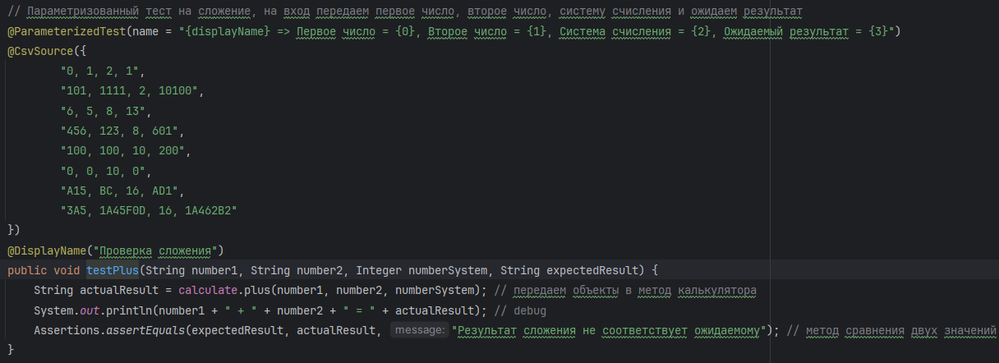 // Параметризованный тест на сложение, на вход передаем первое число, второе число, систему счисления и ожидаем результат
@ParameterizedTest(name = "{displayName} => Первое число = {0}, Второе число = {1}, Система счисления = {2}, Ожидаемый результат = {3}")
@CsvSource({
"0, 1, 2, 1",
"101, 1111, 2, 10100",
"6, 5, 8, 13",
"456, 123, 8, 601",
"100, 100, 10, 200",
"0, 0, 10, 0",
"A15, BC, 16, AD1",
"3A5, 1A45F0D, 16, 1A462B2"
})
@DisplayName("Проверка сложения")
public void testPlus(String number1, String number2, Integer numberSystem, String expectedResult) {
String actualResult = calculate.plus(number1, number2, numberSystem); // передаем объекты в метод калькулятора
System.out.println(number1 + " + " + number2 + " = " + actualResult); // debug
Assertions.assertEquals(expectedResult, actualResult, message: "Результат сложения не соответствует ожидаемому"); // метод сравнения двух значений
}